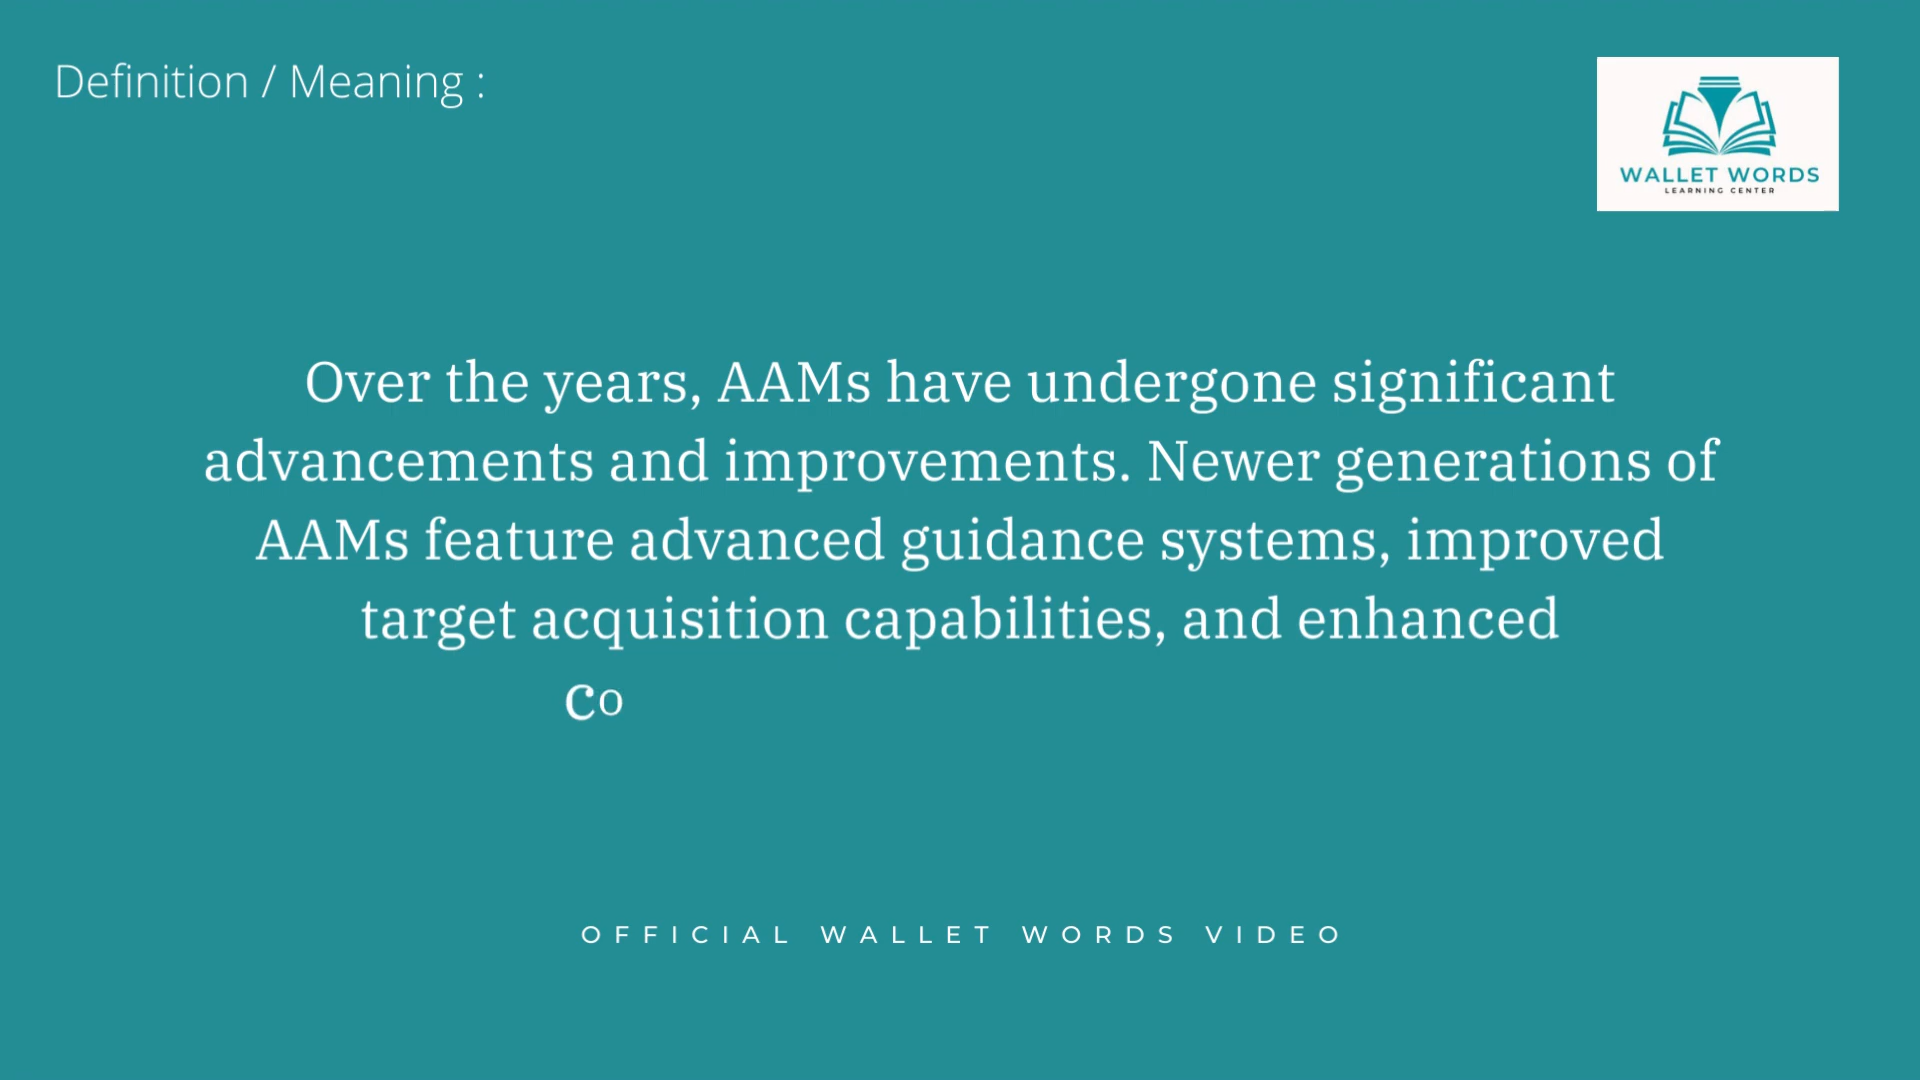 Definition / Meaning :
WALLET WORDS
LEARNING CENTER
Over the years, AAMs have undergone significant
advancements and improvements. Newer generations of
AAMs feature advanced guidance systems, improved
target acquisition capabilities, and enhanced
co
OFFICIAL WALLET WORDS VIDEO